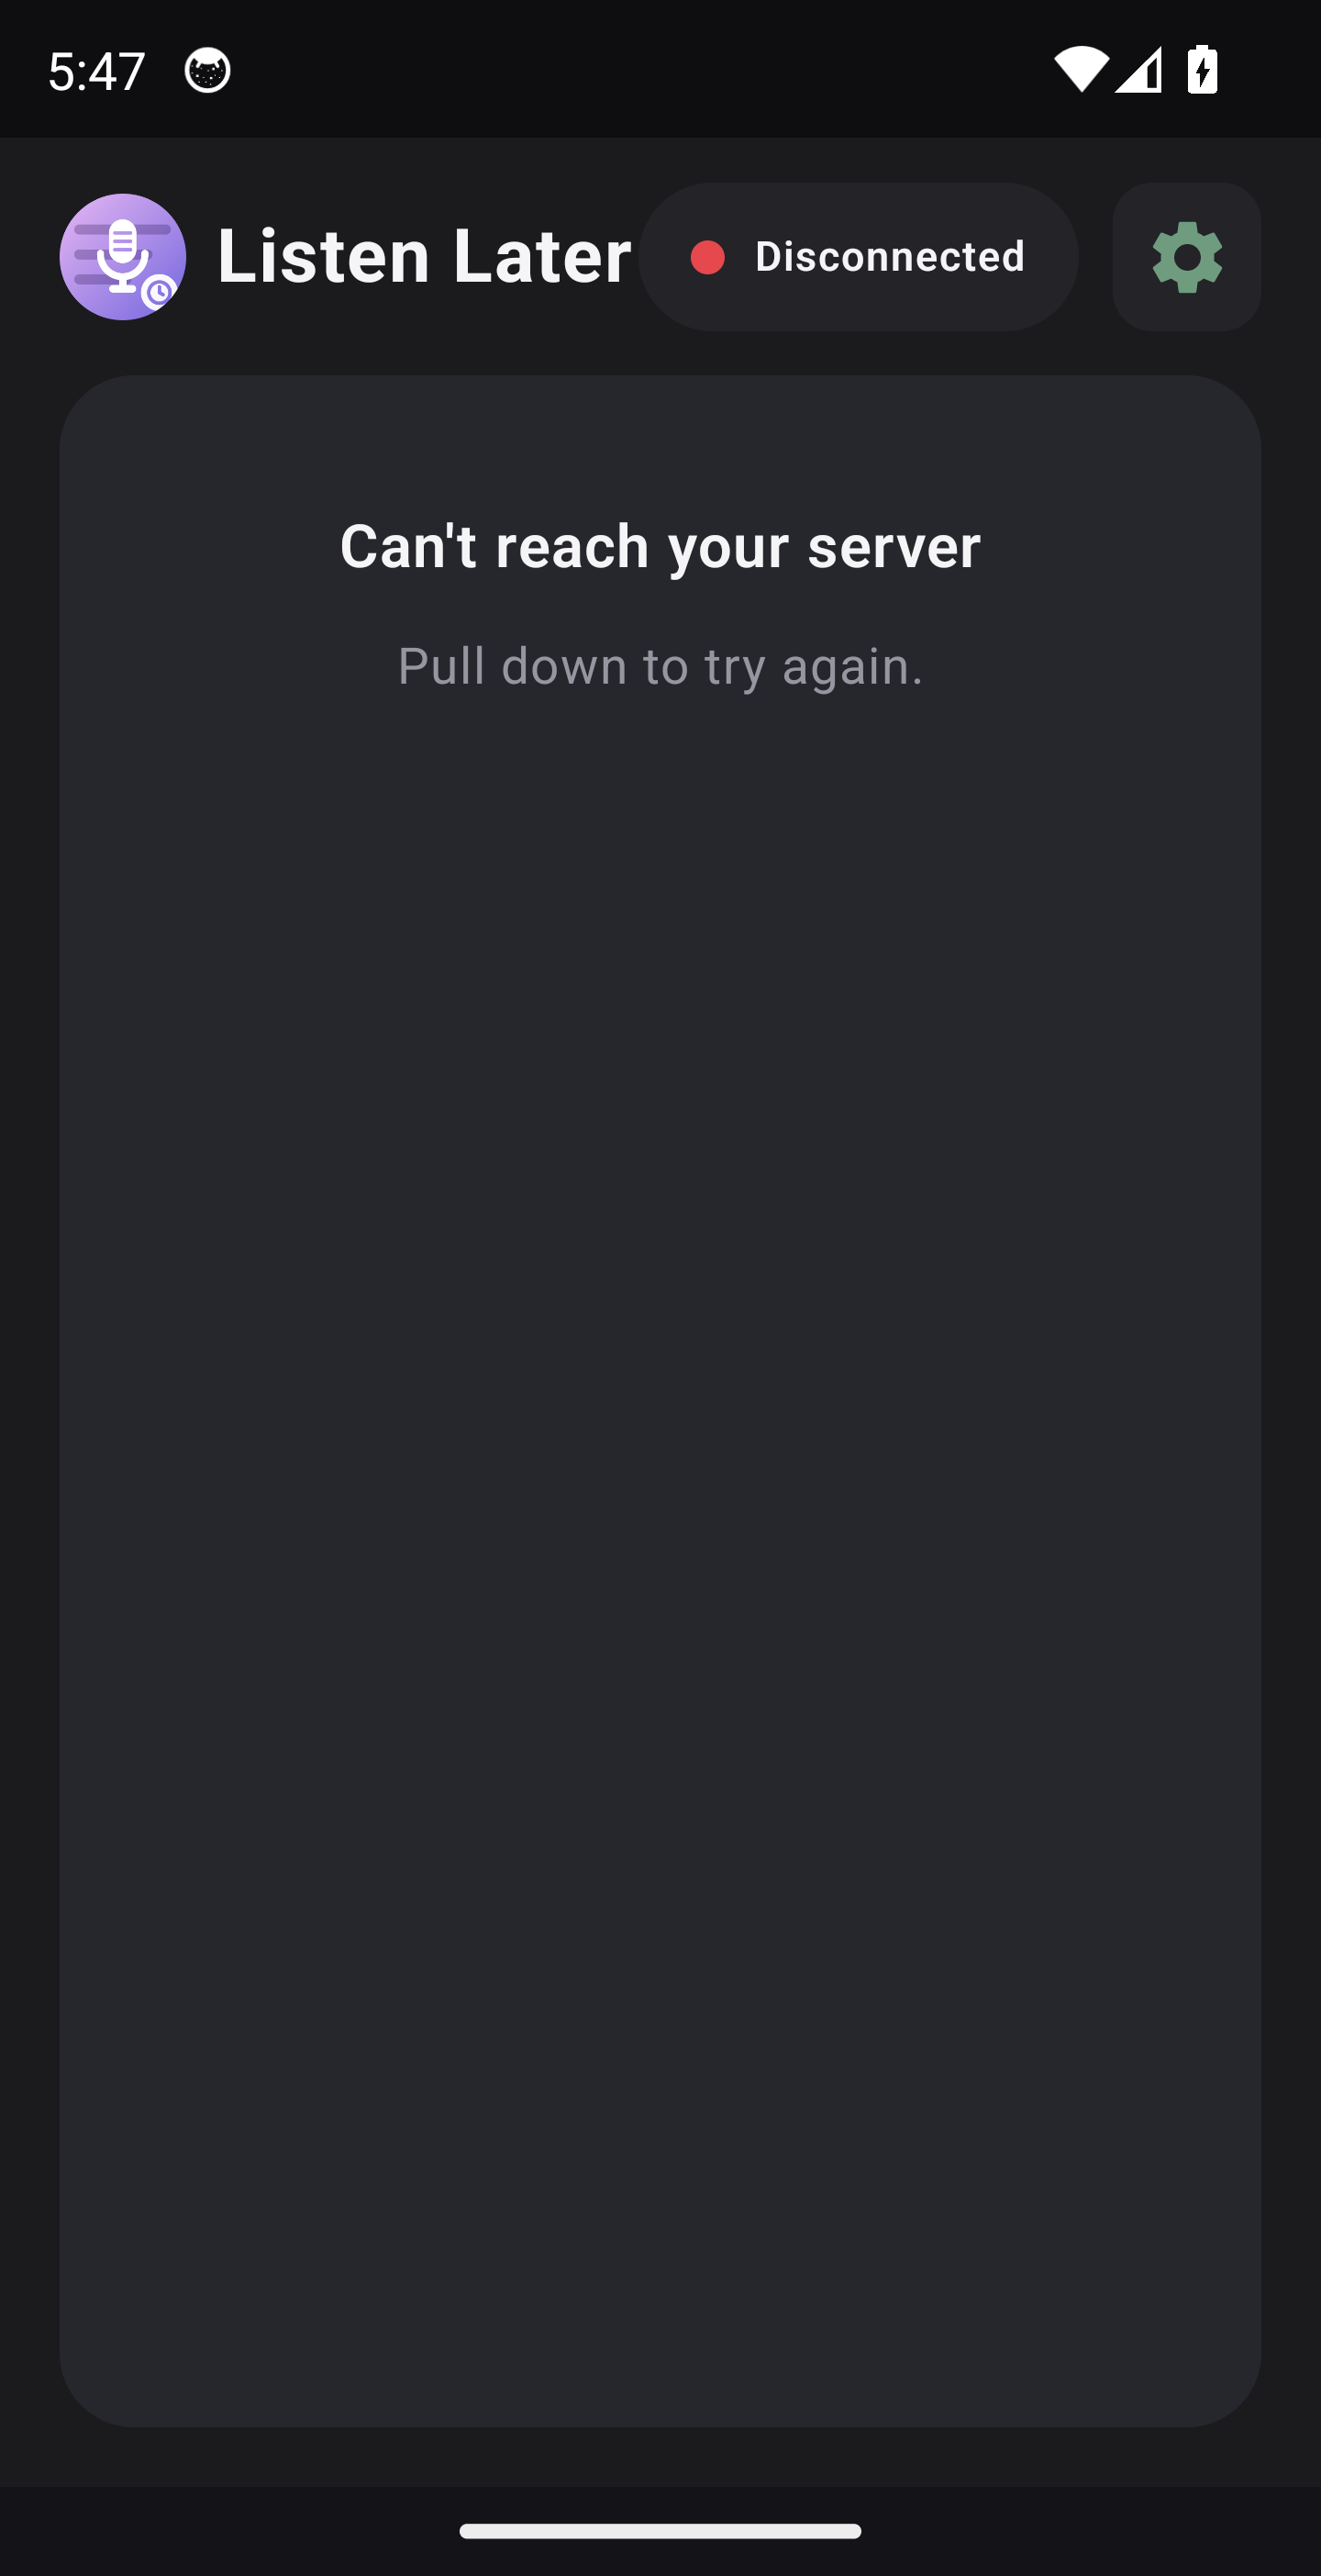 5:47
Listen Later
Disconnected
Can't reach your server
Pull down to try again.